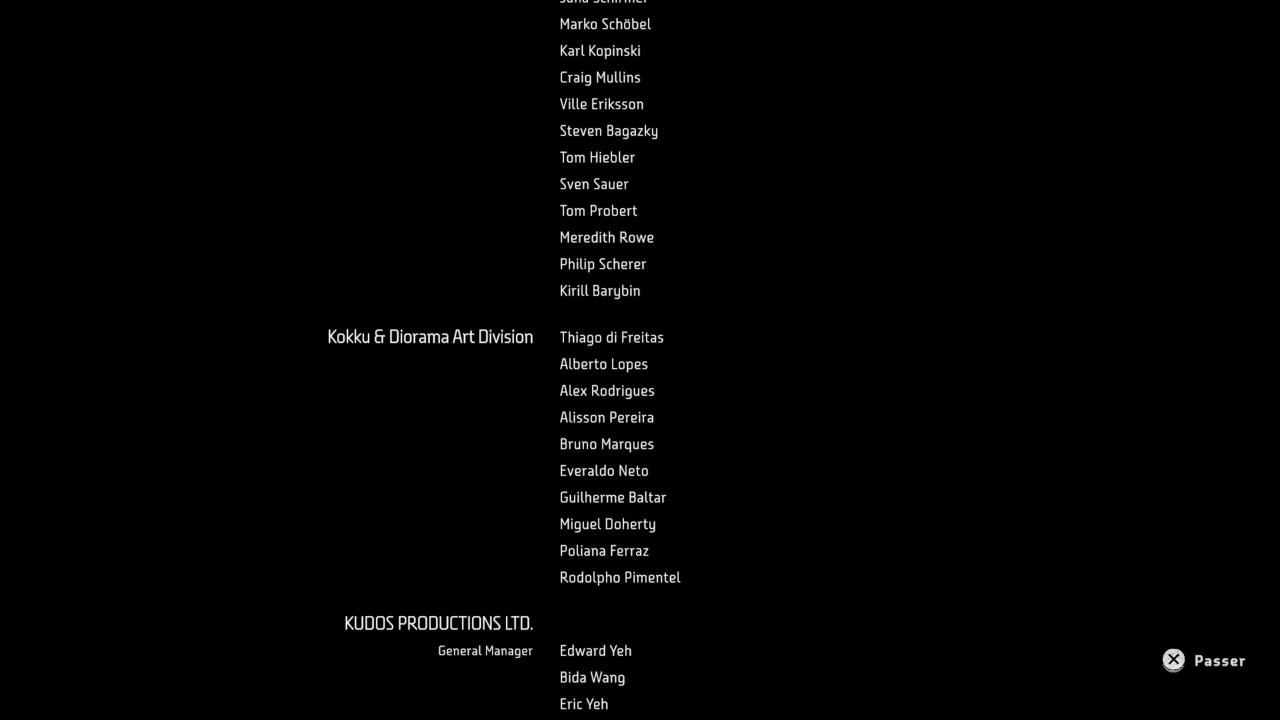 Marko Schöbel
Karl Kopinski
Craig Mullins
Ville Eriksson
Steven Bagazky
Tom Hiebler
Sven Sauer
Tom Probert
Meredith Rowe
Philip Scherer
Kirill Barybin
Kokku & Diorama Art Division Thiago di Freitas
Alberto Lopes
Alex Rodrigues
Alisson Pereira
Bruno Marques
Everaldo Neto
Guilherme Baltar
Miguel Doherty
Poliana Ferraz
Rodolpho Pimentel
KUDOS PRODUCTIONS LTD.
General Manager Edward Yeh
Passer
Bida Wang
Eric Yeh